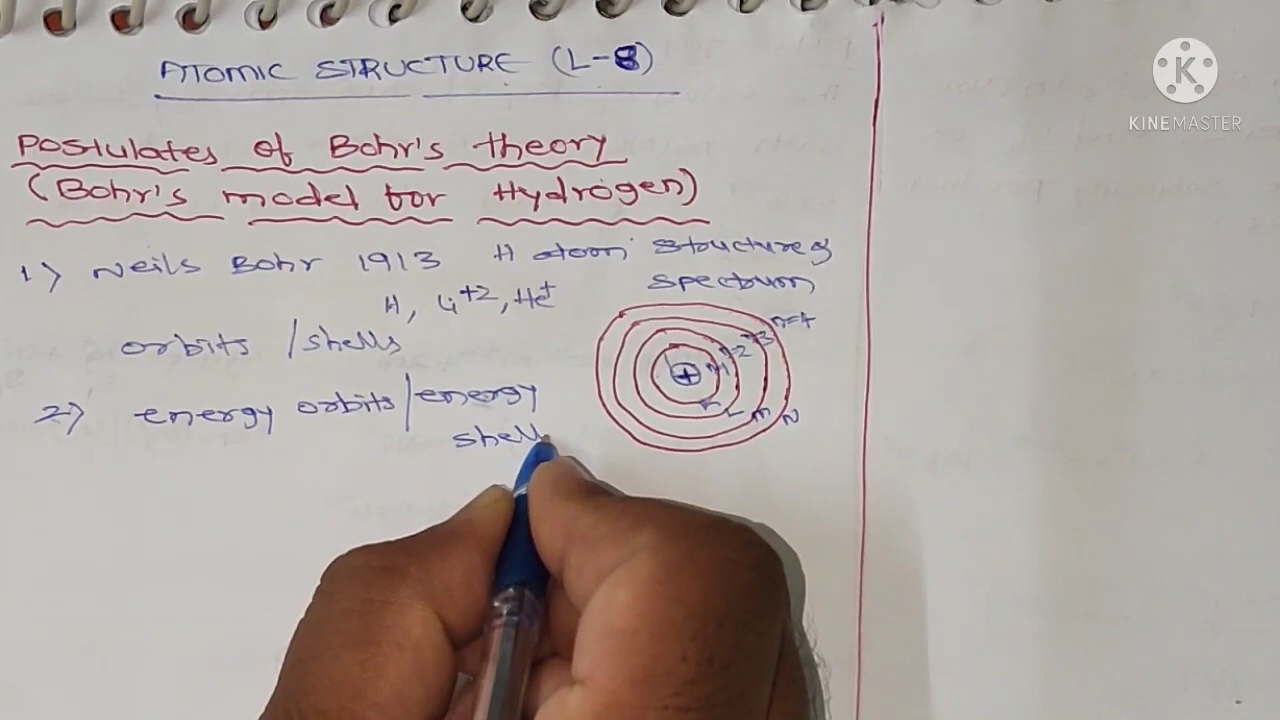 ATOMIC STRUCTURE (L-8)
Postulates of Bohr's theory
(Bohr's model for Hydrogen)
1) Neils Bohr 1913 H atom structure &
spectrum
H, Li+2, He+
orbits /shells
2) energy orbits/energy
shell
n=1 n=2 n=3 n=4
+
K L M N
K
KINEMASTER